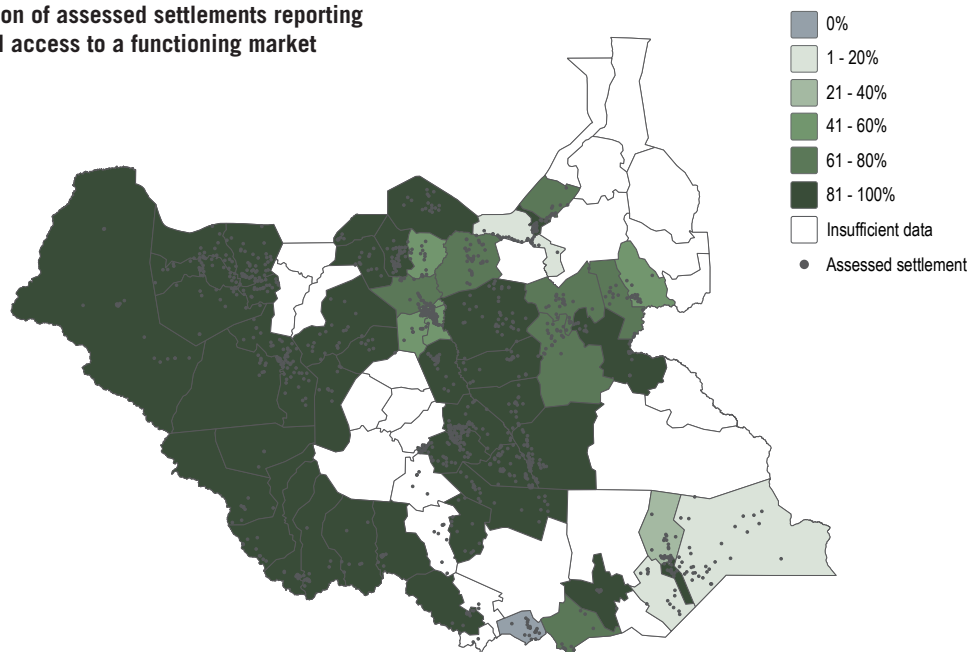 of assessed settlements reporting
access to a functioning market
0%
1 - 20%
21 - 40%
41 - 60%
61 - 80%
81 - 100%
Insufficient data
Assessed settlement